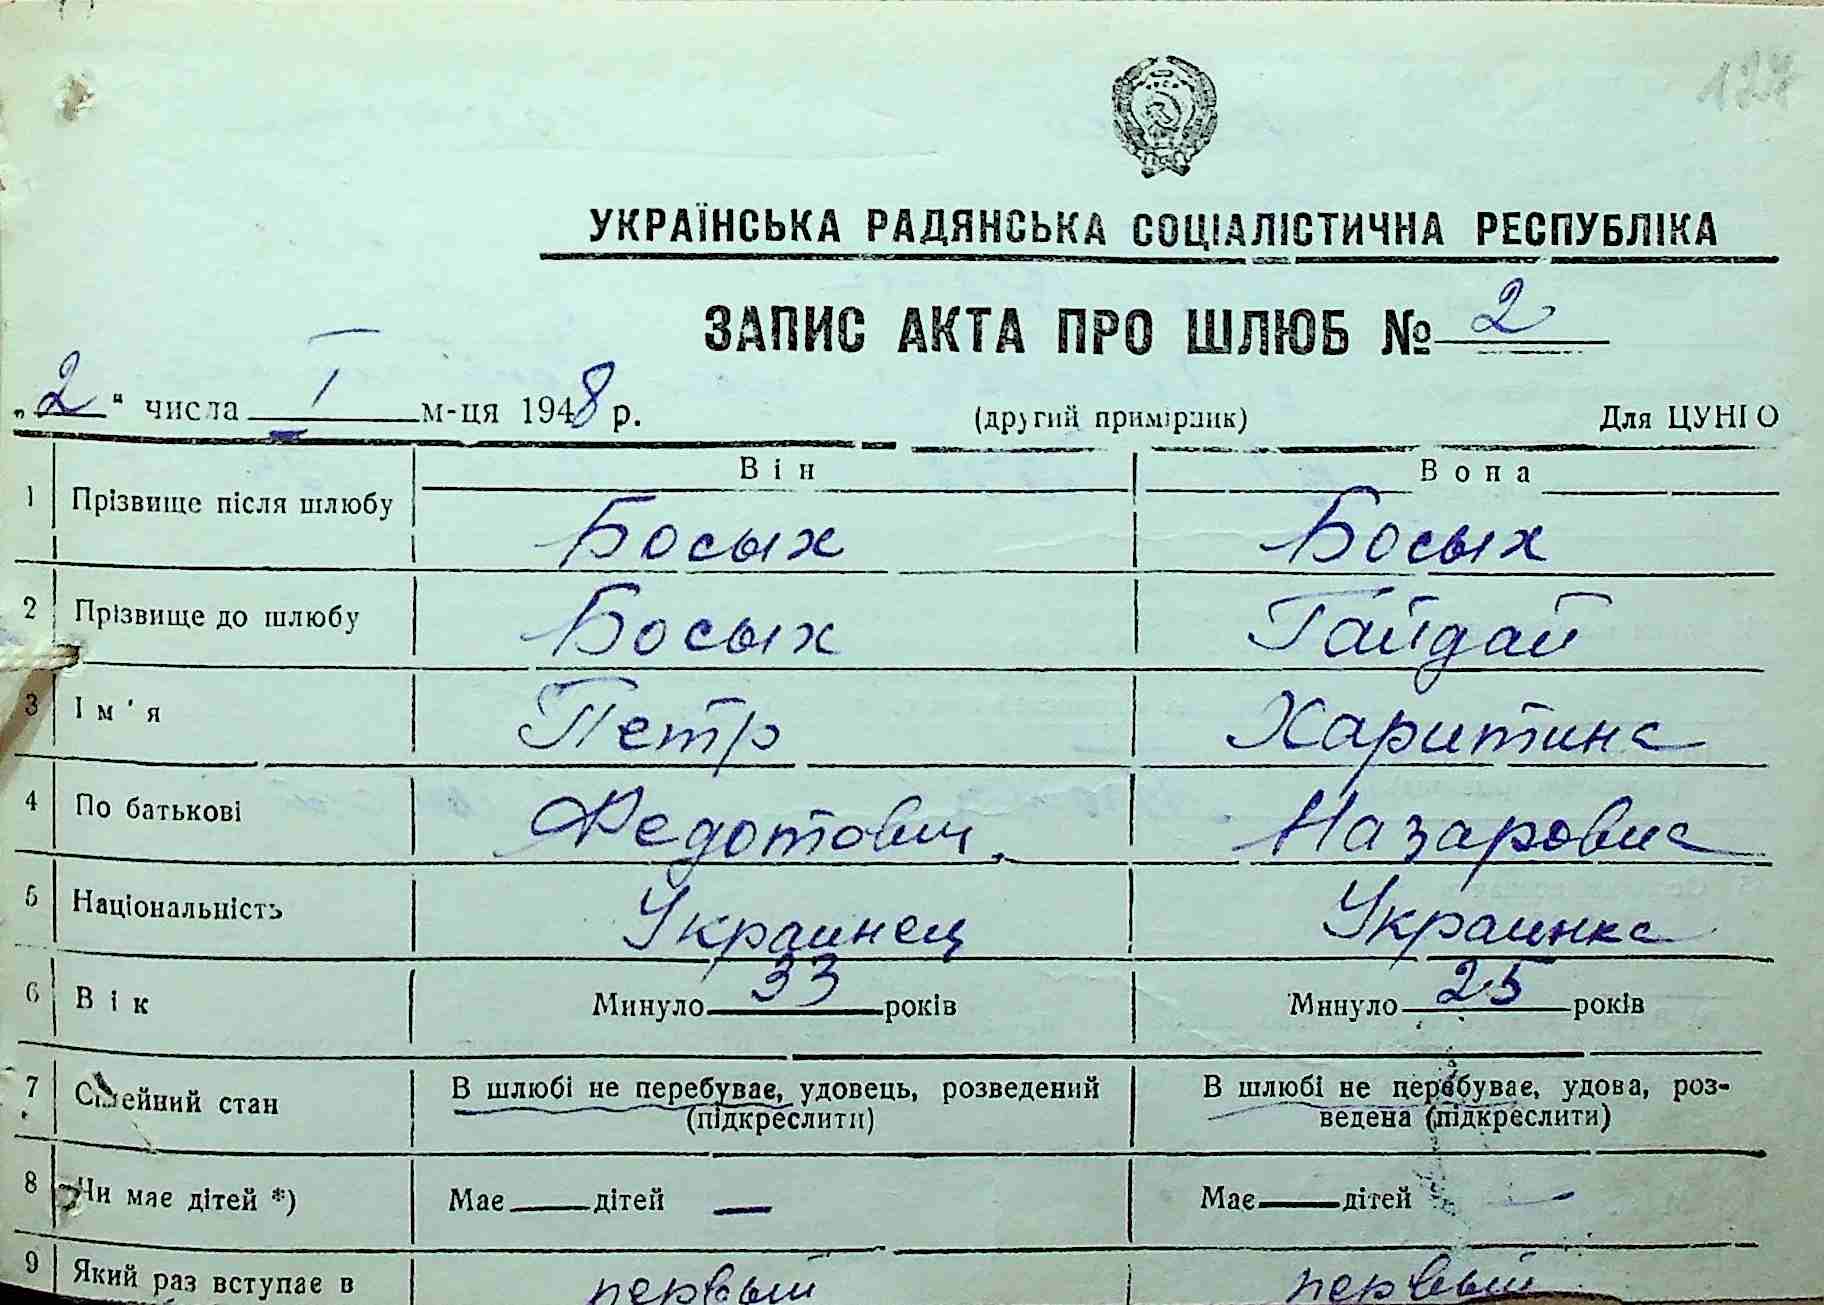 127
УКРАЇНСЬКА РАДЯНСЬКА СОЦІАЛІСТИЧНА РЕСПУБЛІКА
ЗАПИС АКТА ПРО ШЛЮБ № 2
„2“ числа I м-ця 1948 р. (другий примірник) Для ЦУНГО
Він Вона
1 Прізвище після шлюбу Босых Босых
2 Прізвище до шлюбу Босых Гайдай
3 Ім'я Петр Харитина
4 По батькові Федотович Назаровна
5 Національність Украинец Украинка
6 Вік Минуло 33 років Минуло 25 років
7 Сімейний стан В шлюбі не перебуває, удовець, розведений В шлюбі не перебуває, удова, роз-
(підкреслити) ведена (підкреслити)
8 Чи має дітей *) Має — дітей — Має — дітей —
9 Який раз вступає в первый первый